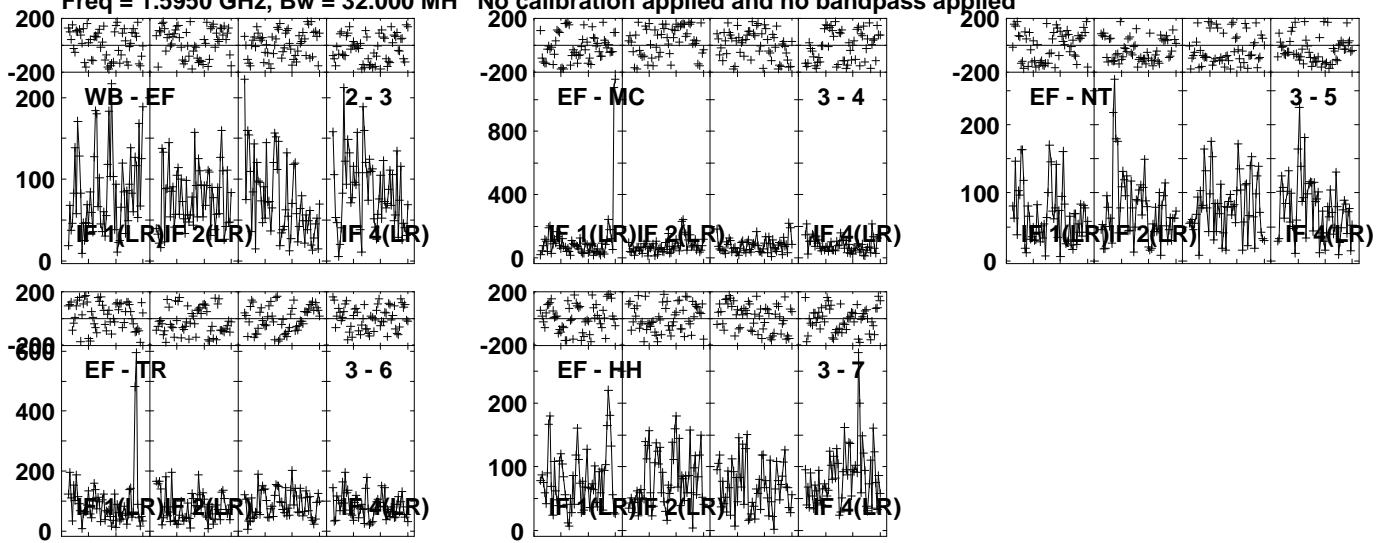 Freq = 1.5950 GHz, Bw = 32.000 MH No calibration applied and no bandpass applied
200
-200
200
100
0
WB - EF 2 - 3
IF 1(LR) IF 2(LR) IF 4(LR)
200
-200
800
400
0
EF - MC 3 - 4
IF 1(LR) IF 2(LR) IF 4(LR)
200
-200
200
100
0
EF - NT 3 - 5
IF 1(LR) IF 2(LR) IF 4(LR)
200
-200
600
400
200
0
EF - TR 3 - 6
IF 1(LR) IF 2(LR) IF 4(LR)
200
-200
200
100
0
EF - HH 3 - 7
IF 1(LR) IF 2(LR) IF 4(LR)